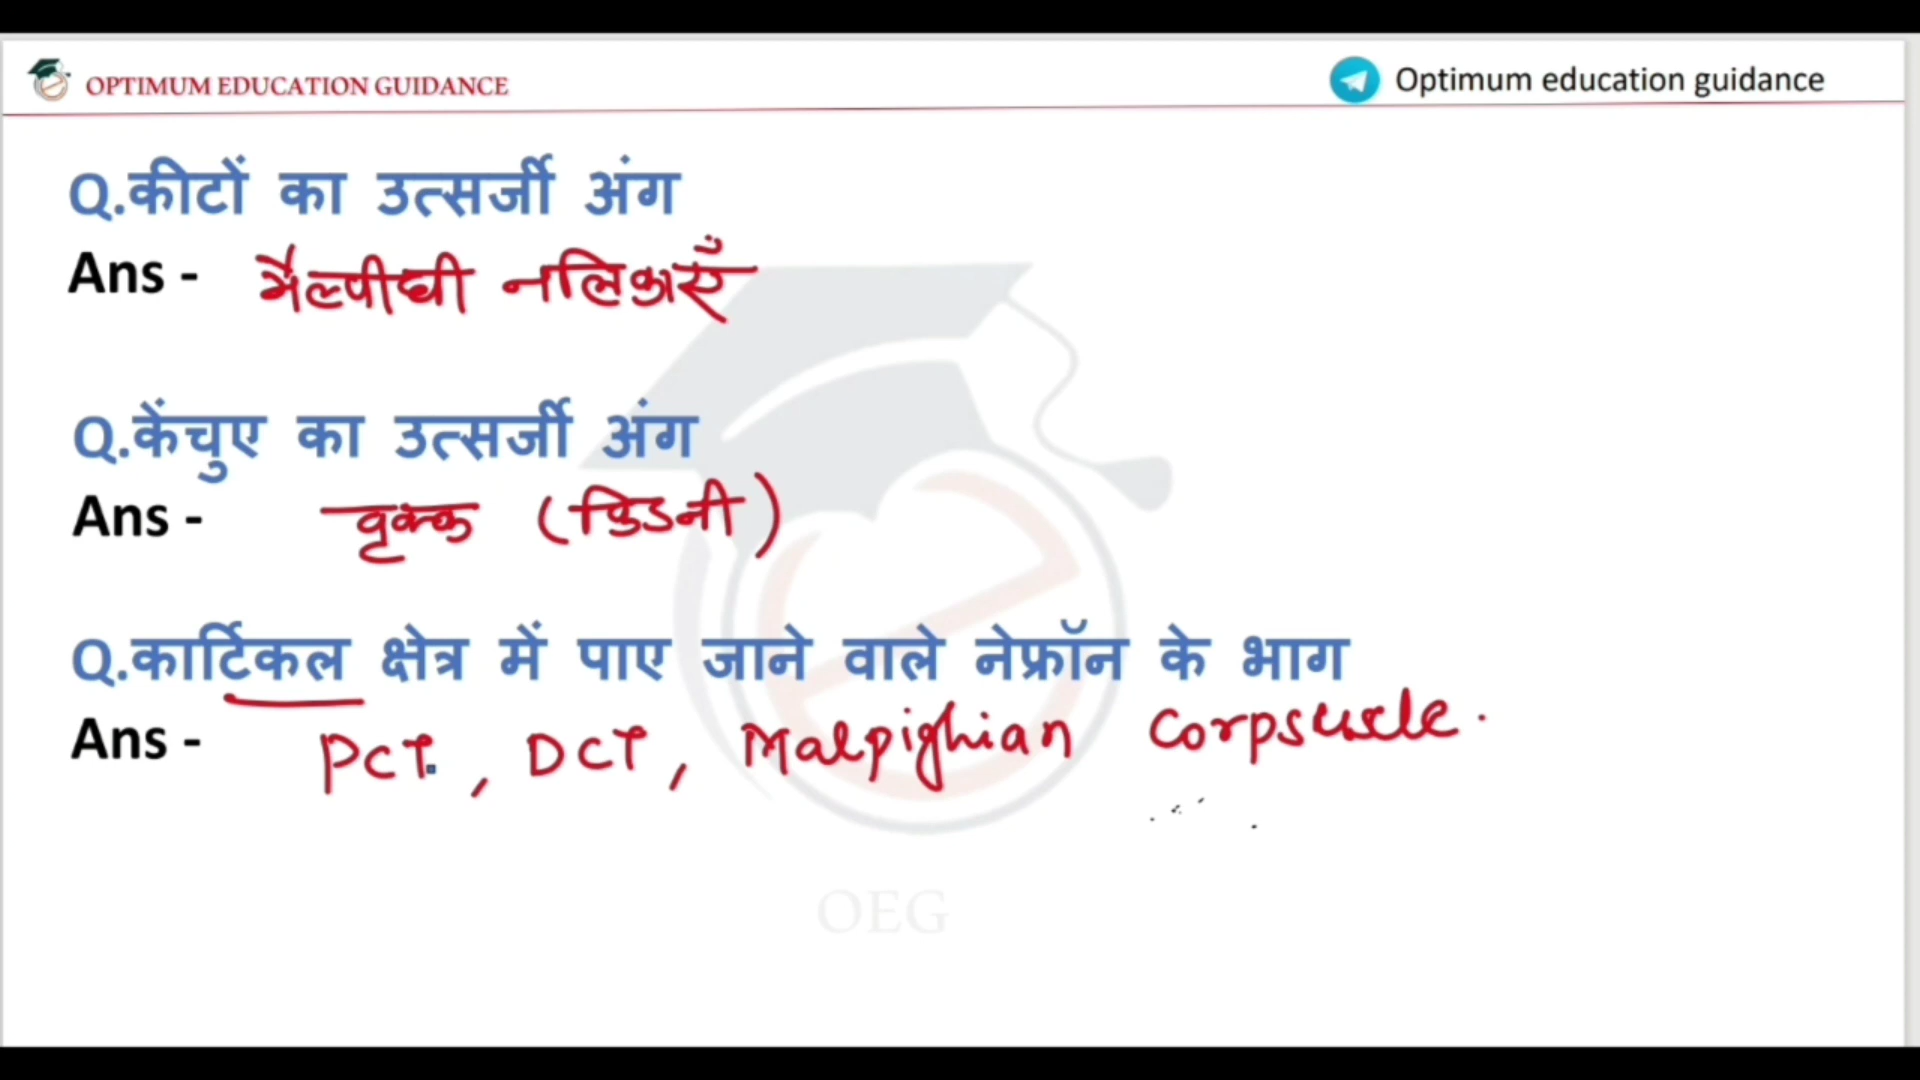 OPTIMUM EDUCATION GUIDANCE
Optimum education guidance
Q.कीटों का उत्सर्जी अंग
Ans - मैल्पीघी नलिकाएँ
Q.केंचुए का उत्सर्जी अंग
Ans - वृक्क (किडनी)
Q.कार्टिकल क्षेत्र में पाए जाने वाले नेफ्रॉन के भाग
Ans - PCT, DCT, Malpighian Corpsuscle.
OEG